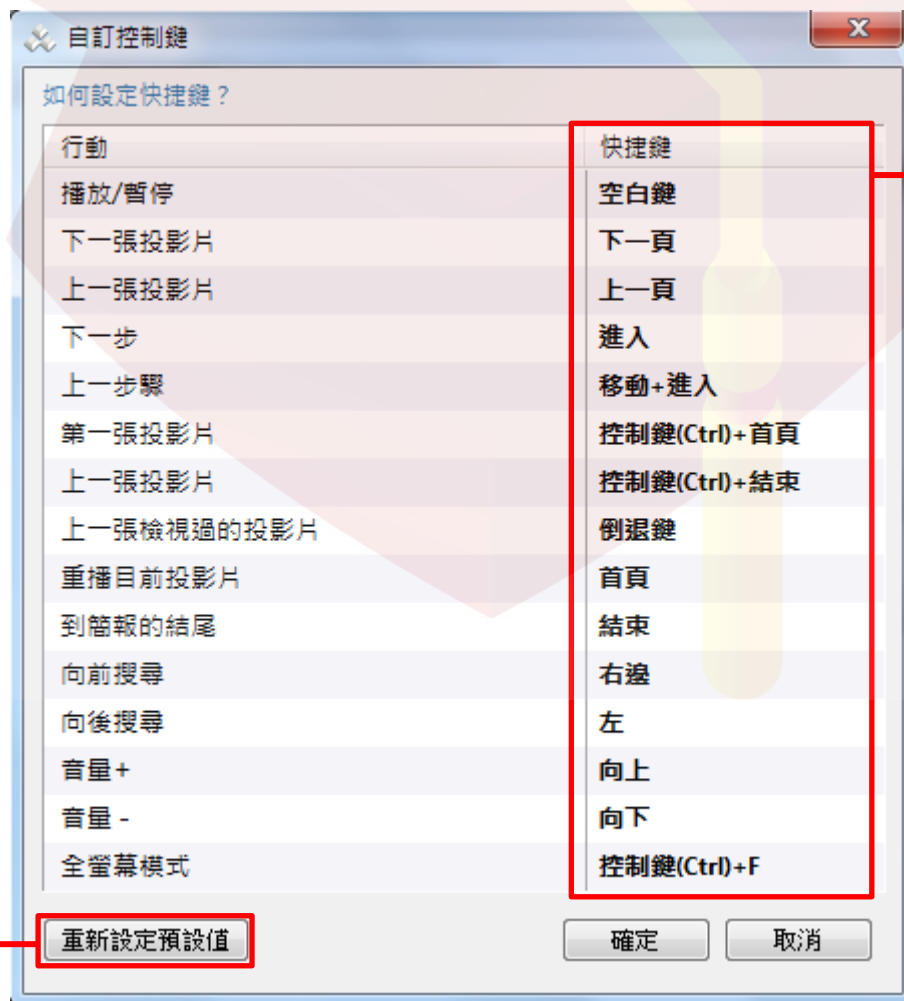 自訂控制鍵
如何設定快捷鍵？
行動 快捷鍵
播放/暫停 空白鍵
下一張投影片 下一頁
上一張投影片 上一頁
下一步 進入
上一步驟 移動+進入
第一張投影片 控制鍵(Ctrl)+首頁
上一張投影片 控制鍵(Ctrl)+結束
上一張檢視過的投影片 倒退鍵
重播目前投影片 首頁
到簡報的結尾 結束
向前搜尋 右邊
向後搜尋 左
音量+ 向上
音量 - 向下
全螢幕模式 控制鍵(Ctrl)+F
重新設定預設值 確定 取消